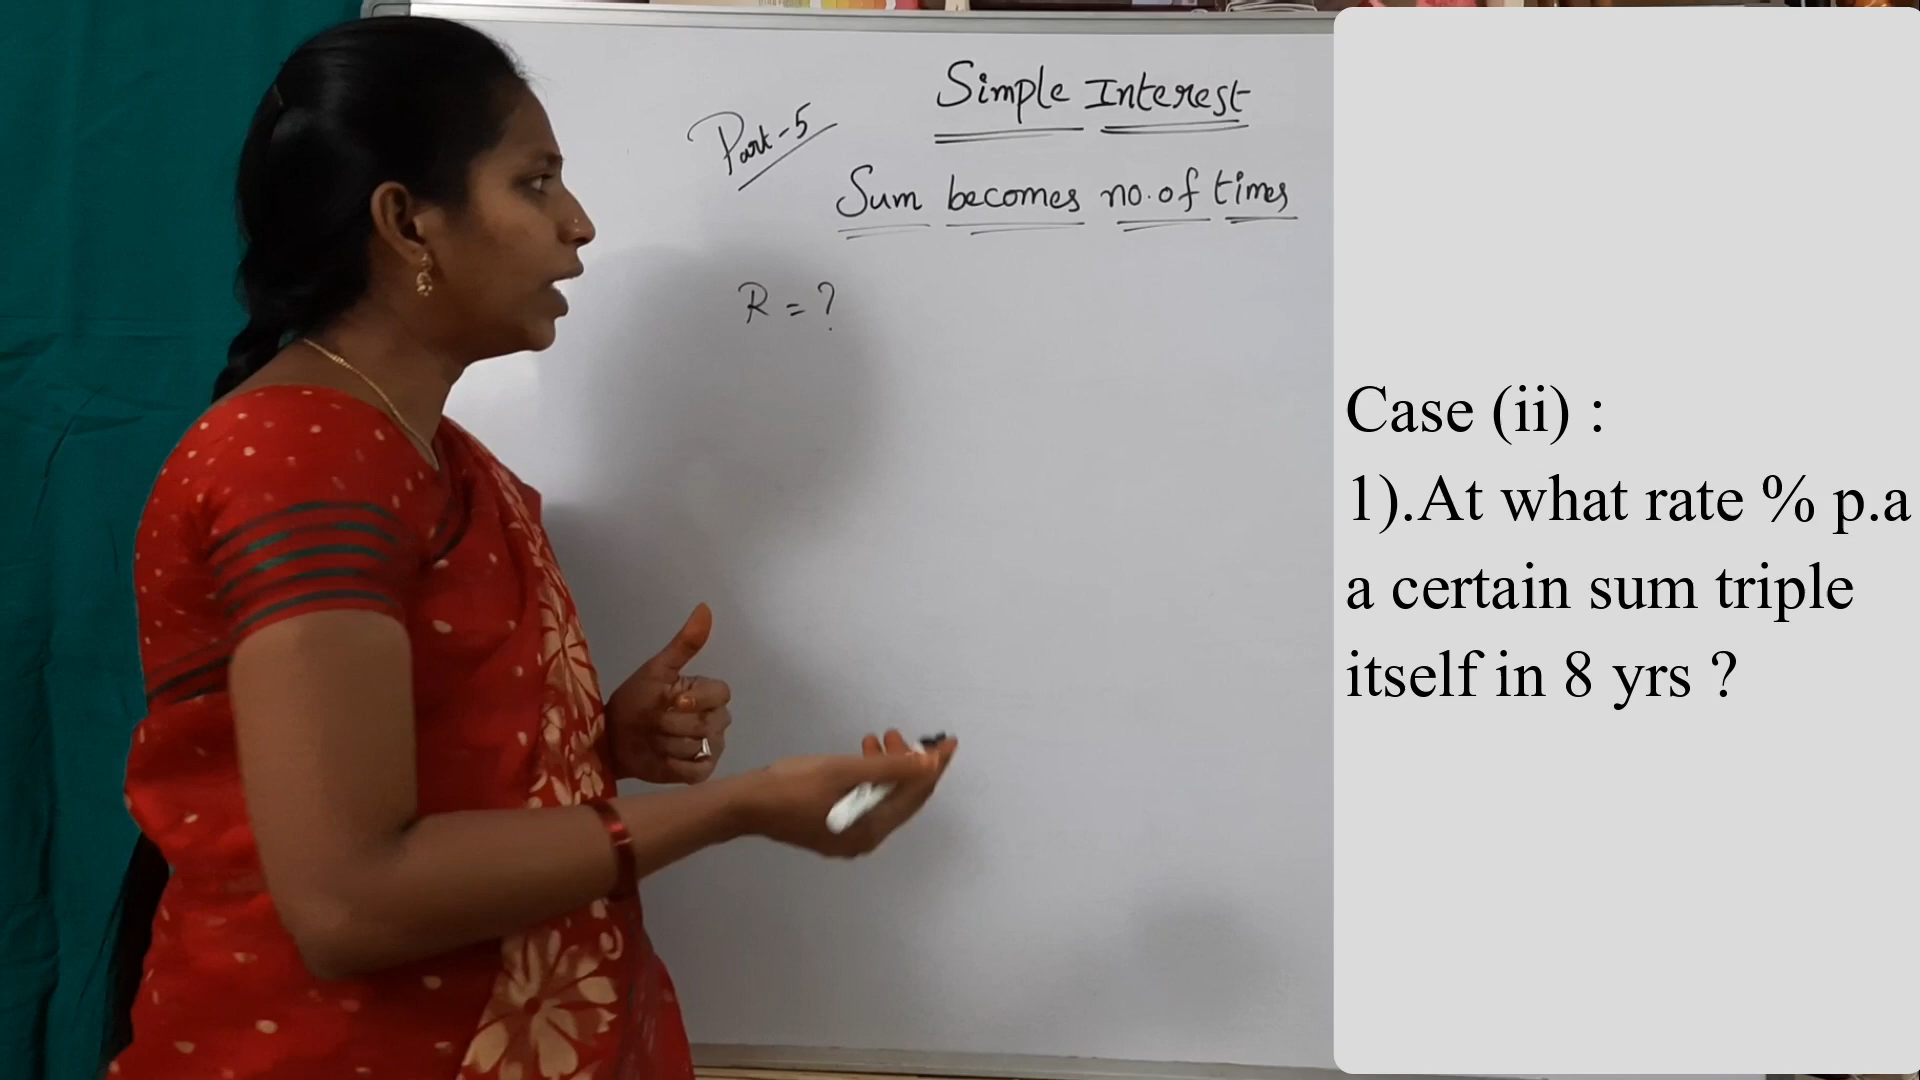 Simple Interest
Part-5
Sum becomes no.of times
R = ?
Case (ii) :
1).At what rate % p.a
a certain sum triple
itself in 8 yrs ?